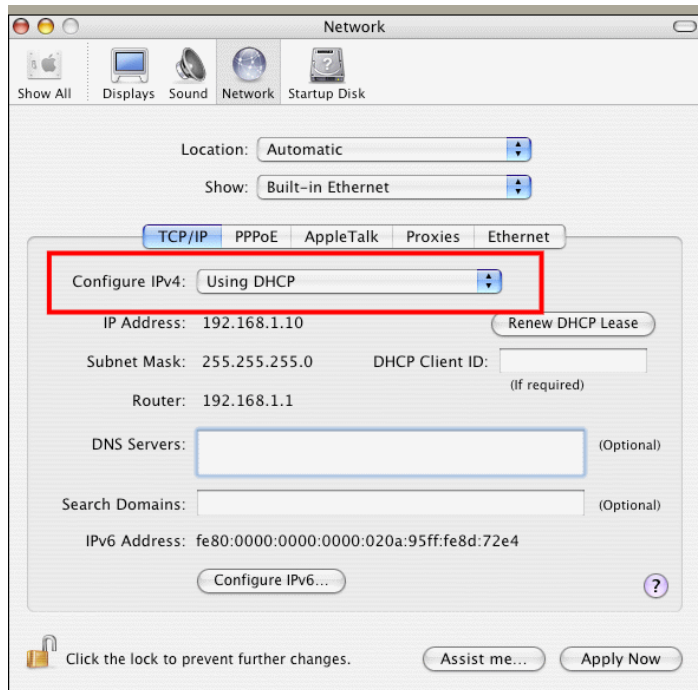 Network
Show All Displays Sound Network Startup Disk
Location: Automatic
Show: Built-in Ethernet
TCP/IP PPPoE AppleTalk Proxies Ethernet
Configure IPv4: Using DHCP
IP Address: 192.168.1.10 Renew DHCP Lease
Subnet Mask: 255.255.255.0 DHCP Client ID:
(If required)
Router: 192.168.1.1
DNS Servers: (Optional)
Search Domains: (Optional)
IPv6 Address: fe80:0000:0000:0000:020a:95ff:fe8d:72e4
Configure IPv6... ?
Click the lock to prevent further changes. Assist me... Apply Now